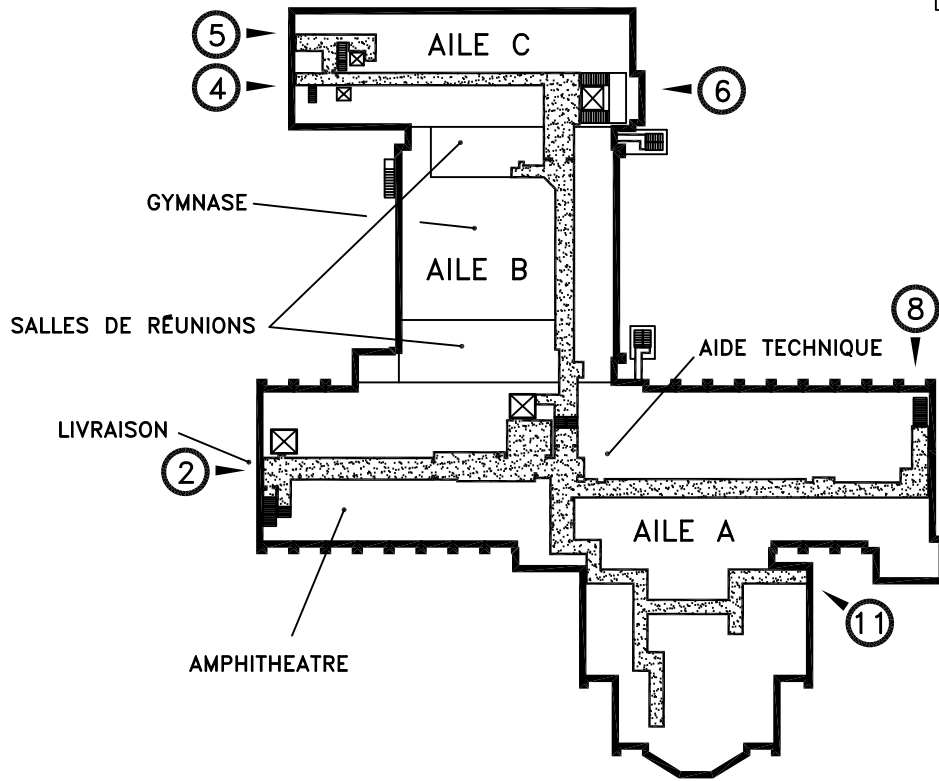 5
AILE C
4
6
GYMNASE
AILE B
SALLES DE RÉUNIONS
8
AIDE TECHNIQUE
LIVRAISON
2
AILE A
11
AMPHITHEATRE